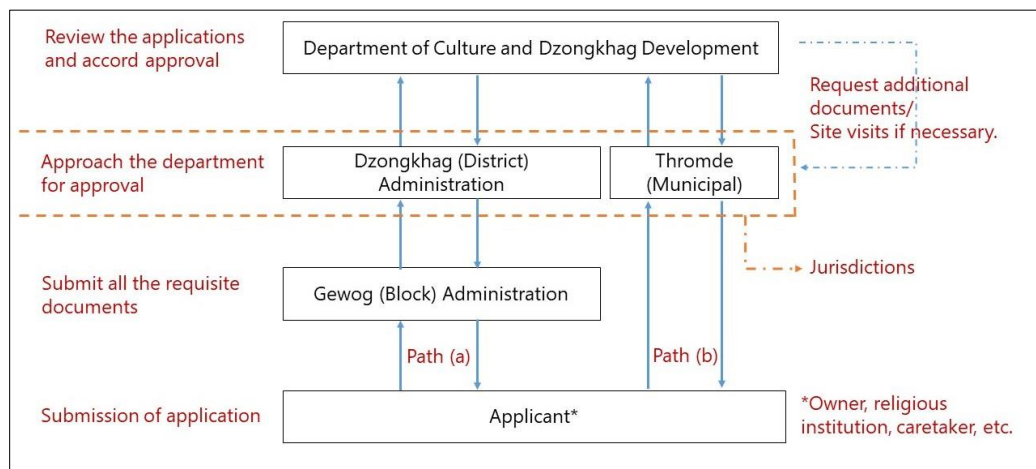 Review the applications
and accord approval
Department of Culture and Dzongkhag Development
Request additional
documents/
Site visits if necessary.
Approach the department
for approval
Dzongkhag (District)
Administration
Thromde
(Municipal)
Jurisdictions
Submit all the requisite
documents
Gewog (Block) Administration
Path (a)
Path (b)
Submission of application
Applicant*
*Owner, religious
institution, caretaker, etc.